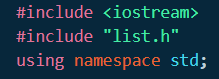 #include <iostream>
#include "list.h"
using namespace std;